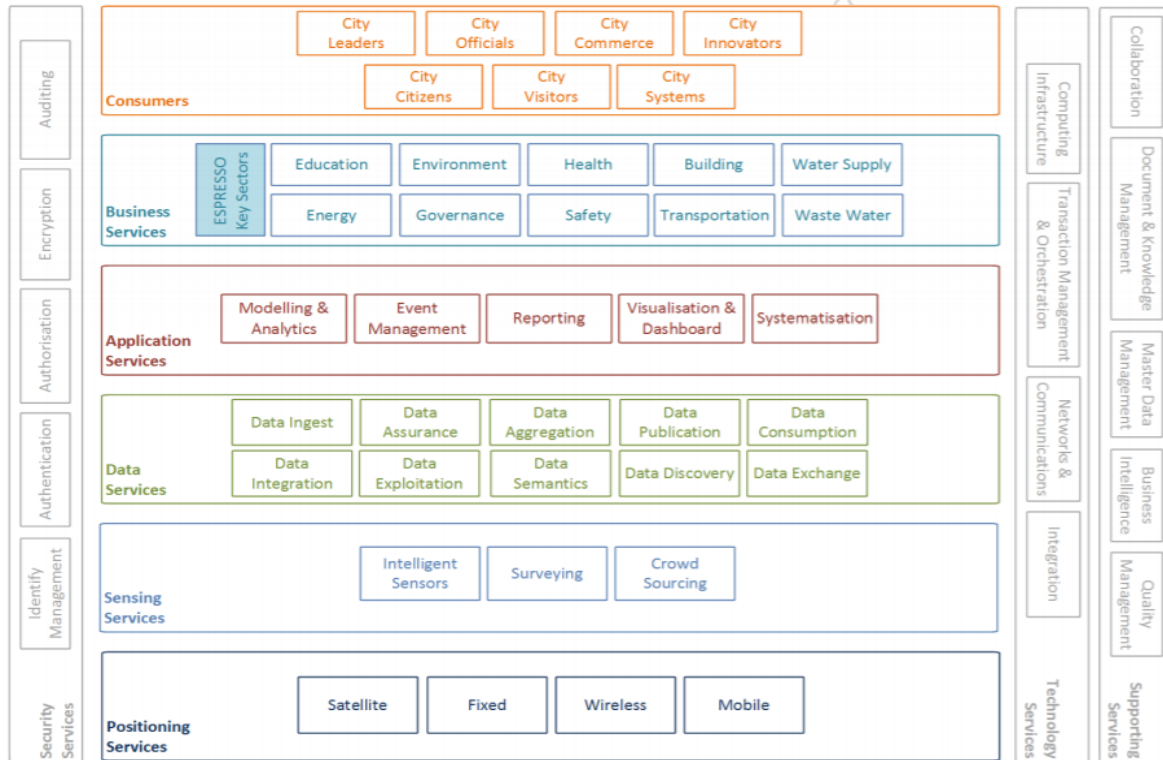 City
Leaders
City
Officials
City
Commerce
City
Innovators
City
Citizens
City
Visitors
City
Systems
Consumers
ESPRESSO
Key Sectors
Education
Environment
Health
Building
Water Supply
Energy
Governance
Safety
Transportation
Waste Water
Business
Services
Modelling &
Analytics
Event
Management
Reporting
Visualisation &
Dashboard
Systematisation
Application
Services
Data Ingest
Data
Assurance
Data
Aggregation
Data
Publication
Data
Consumption
Data
Integration
Data
Exploitation
Data
Semantics
Data Discovery
Data Exchange
Data
Services
Intelligent
Sensors
Surveying
Crowd
Sourcing
Sensing
Services
Satellite
Fixed
Wireless
Mobile
Positioning
Services
Auditing
Encryption
Authorisation
Authentication
Identify
Management
Security
Services
Computing
Infrastructure
Transaction Management
& Orchestration
Networks &
Communications
Integration
Technology
Services
Collaboration
Document & Knowledge
Management
Master Data
Management
Business
Intelligence
Quality
Management
Supporting
Services